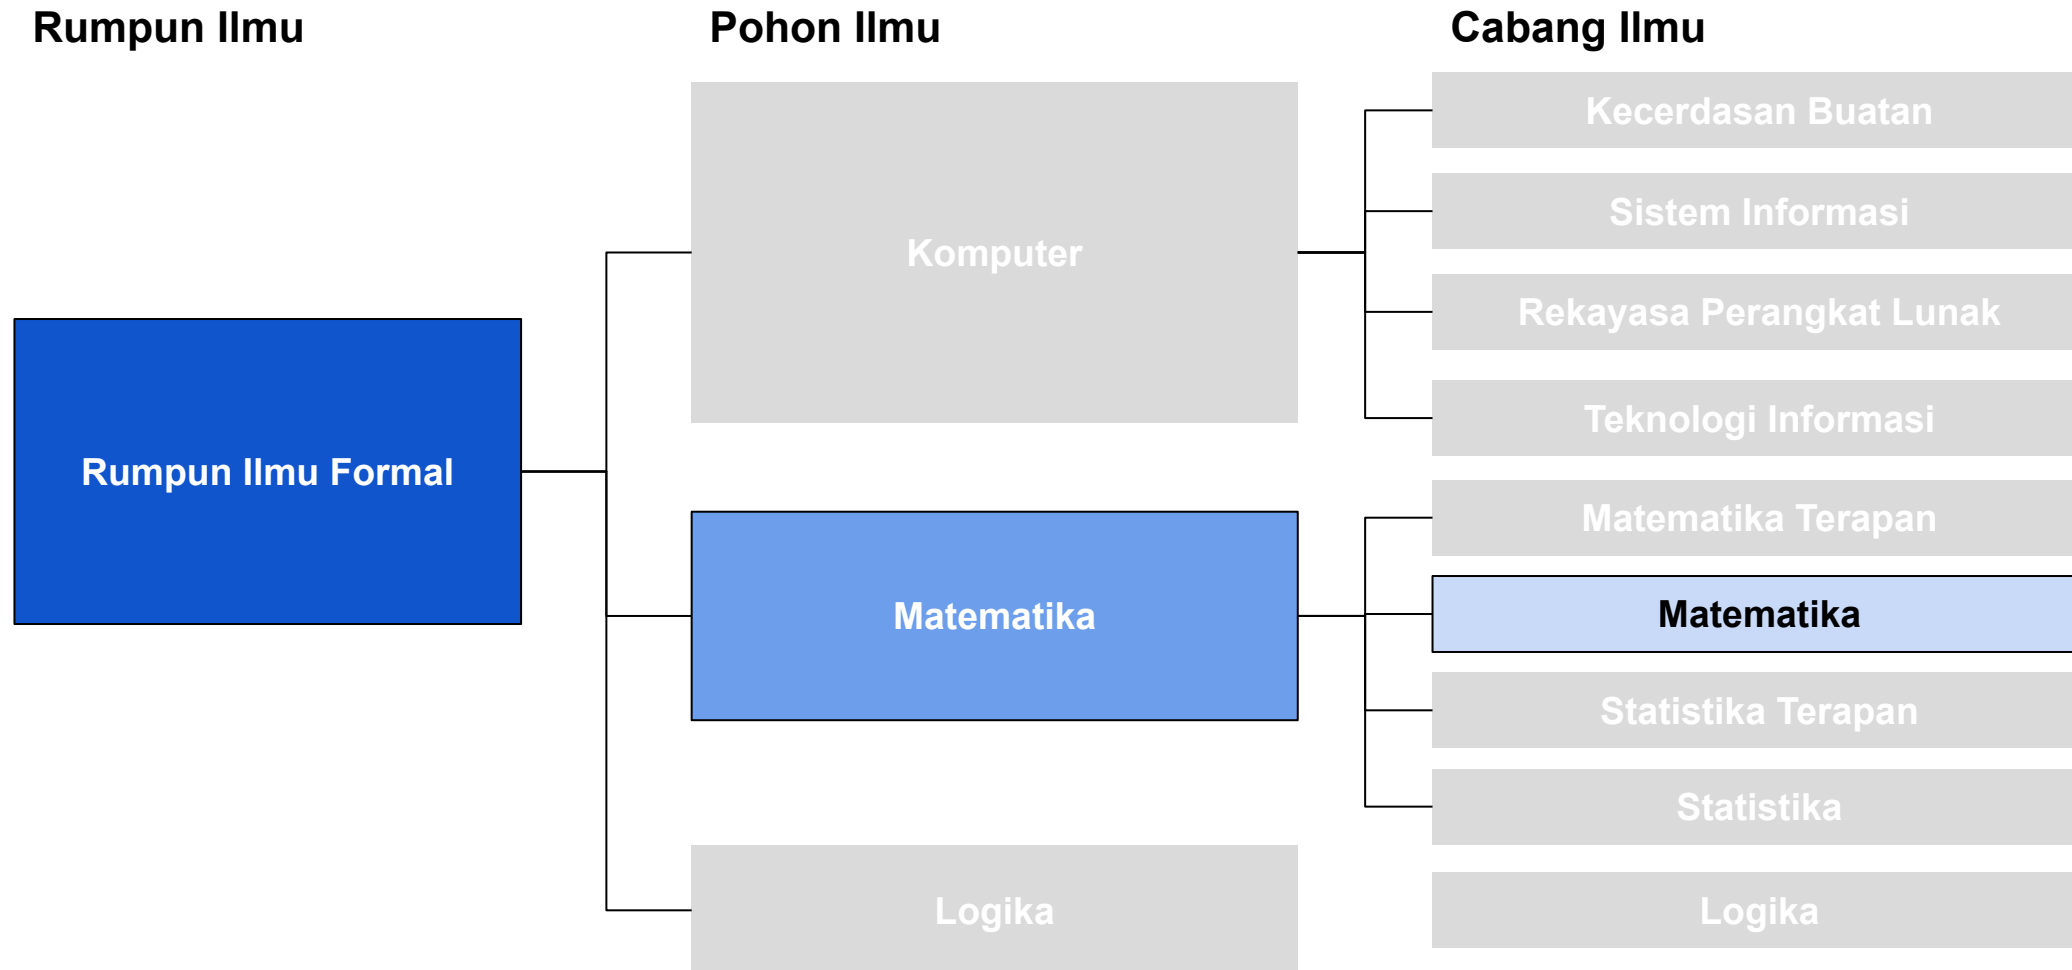 Rumpun Ilmu
Pohon Ilmu
Cabang Ilmu
Rumpun Ilmu Formal
Komputer
Kecerdasan Buatan
Sistem Informasi
Rekayasa Perangkat Lunak
Teknologi Informasi
Matematika
Matematika Terapan
Matematika
Statistika Terapan
Statistika
Logika
Logika